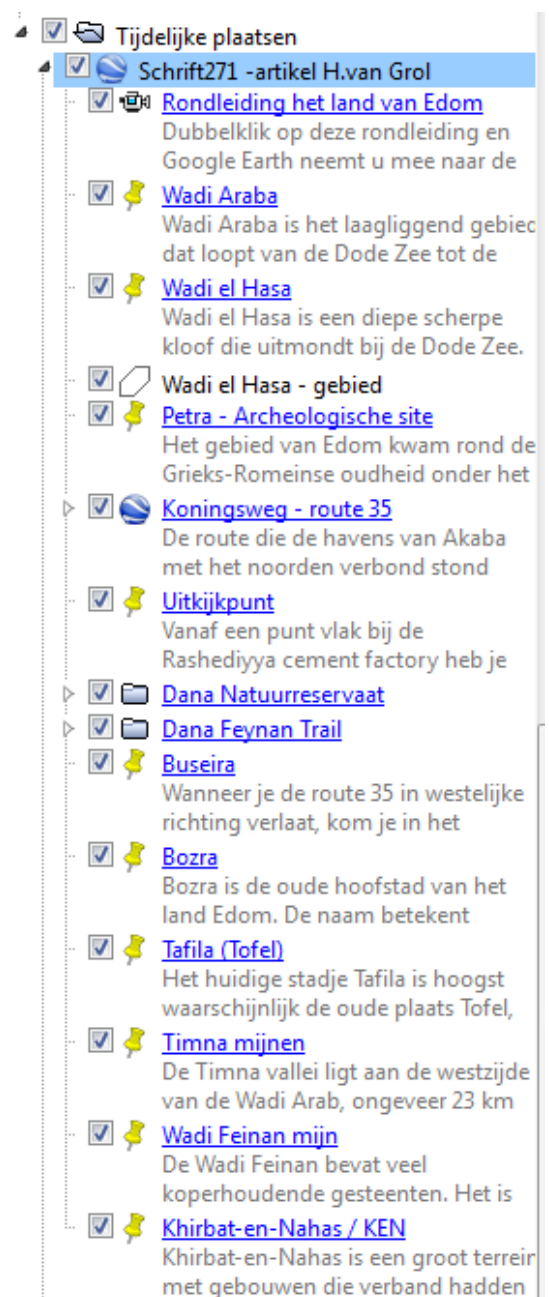 Tijdelijke plaatsen
Schrift271 -artikel H.van Grol
Rondleiding het land van Edom
Dubbelklik op deze rondleiding en
Google Earth neemt u mee naar de
Wadi Araba
Wadi Araba is het laagliggend gebied
dat loopt van de Dode Zee tot de
Wadi el Hasa
Wadi el Hasa is een diepe scherpe
kloof die uitmondt bij de Dode Zee.
Wadi el Hasa - gebied
Petra - Archeologische site
Het gebied van Edom kwam rond de
Grieks-Romeinse oudheid onder het
Koningsweg - route 35
De route die de havens van Akaba
met het noorden verbond stond
Uitkijkpunt
Vanaf een punt vlak bij de
Rashediyya cement factory heb je
Dana Natuurreservaat
Dana Feynan Trail
Buseira
Wanneer je de route 35 in westelijke
richting verlaat, kom je in het
Bozra
Bozra is de oude hoofstad van het
land Edom. De naam betekent
Tafila (Tofel)
Het huidige stadje Tafila is hoogst
waarschijnlijk de oude plaats Tofel,
Timna mijnen
De Timna vallei ligt aan de westzijde
van de Wadi Arab, ongeveer 23 km
Wadi Feinan mijn
De Wadi Feinan bevat veel
koperhoudende gesteenten. Het is
Khirbat-en-Nahas / KEN
Khirbat-en-Nahas is een groot terrein
met gebouwen die verband hadden